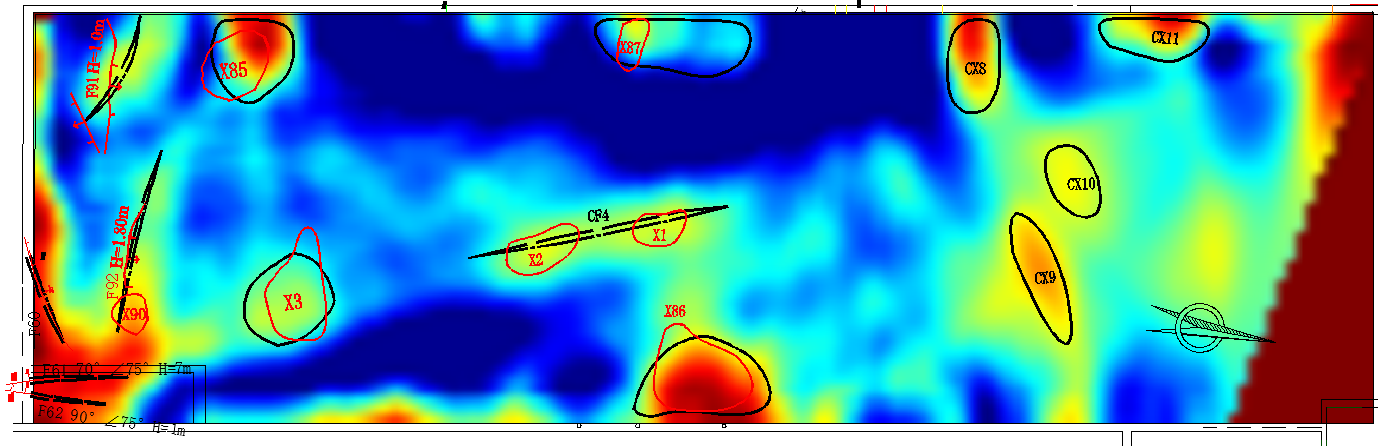 F91 H=1.0m
X85
X87
CX8
CX11
CX10
CF4
X1
X2
F92 H=1.80m
X90
X3
X86
CX9
F60
F61 70° ∠75° H=7m
F62 90° ∠75° H=1m